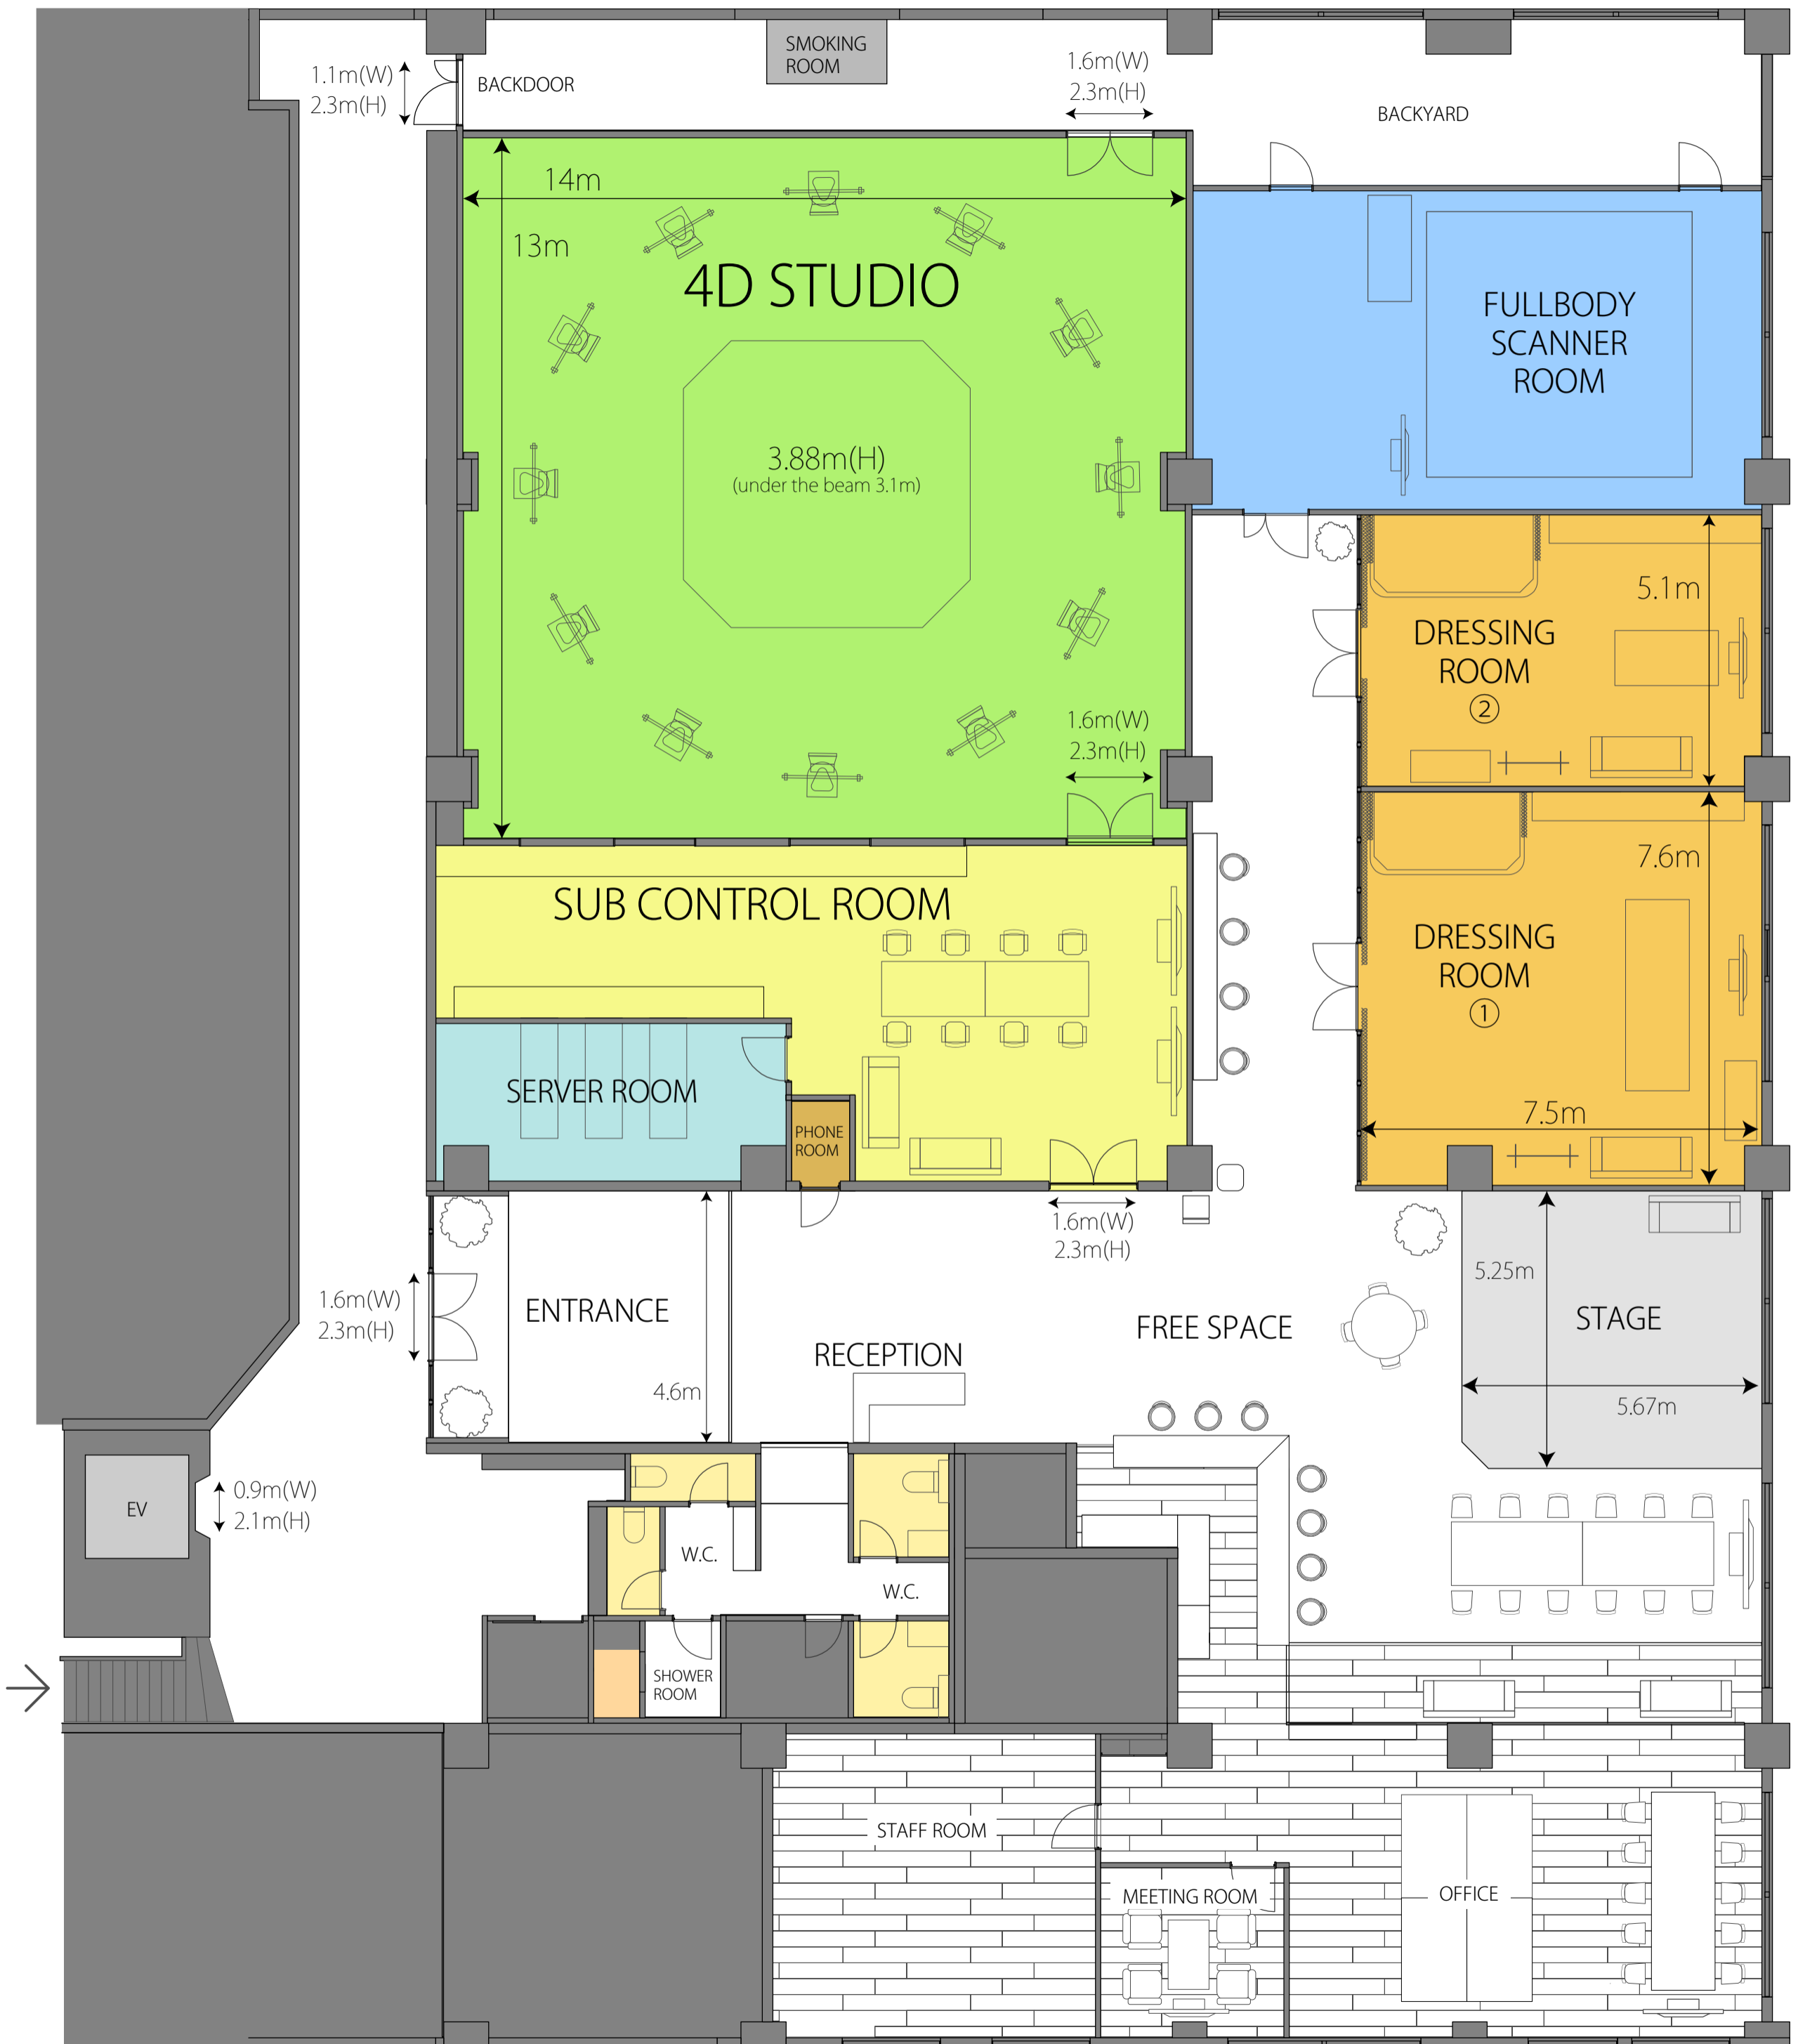 SMOKING
ROOM
1.1m(W)
2.3m(H)
BACKDOOR
1.6m(W)
2.3m(H)
BACKYARD
14m
13m
4D STUDIO
3.88m(H)
(under the beam 3.1m)
FULLBODY
SCANNER
ROOM
5.1m
DRESSING
ROOM
②
1.6m(W)
2.3m(H)
7.6m
SUB CONTROL ROOM
DRESSING
ROOM
①
SERVER ROOM
PHONE
ROOM
7.5m
1.6m(W)
2.3m(H)
1.6m(W)
2.3m(H)
ENTRANCE
4.6m
RECEPTION
FREE SPACE
5.25m
STAGE
5.67m
EV
0.9m(W)
2.1m(H)
W.C.
W.C.
SHOWER
ROOM
STAFF ROOM
MEETING ROOM
OFFICE